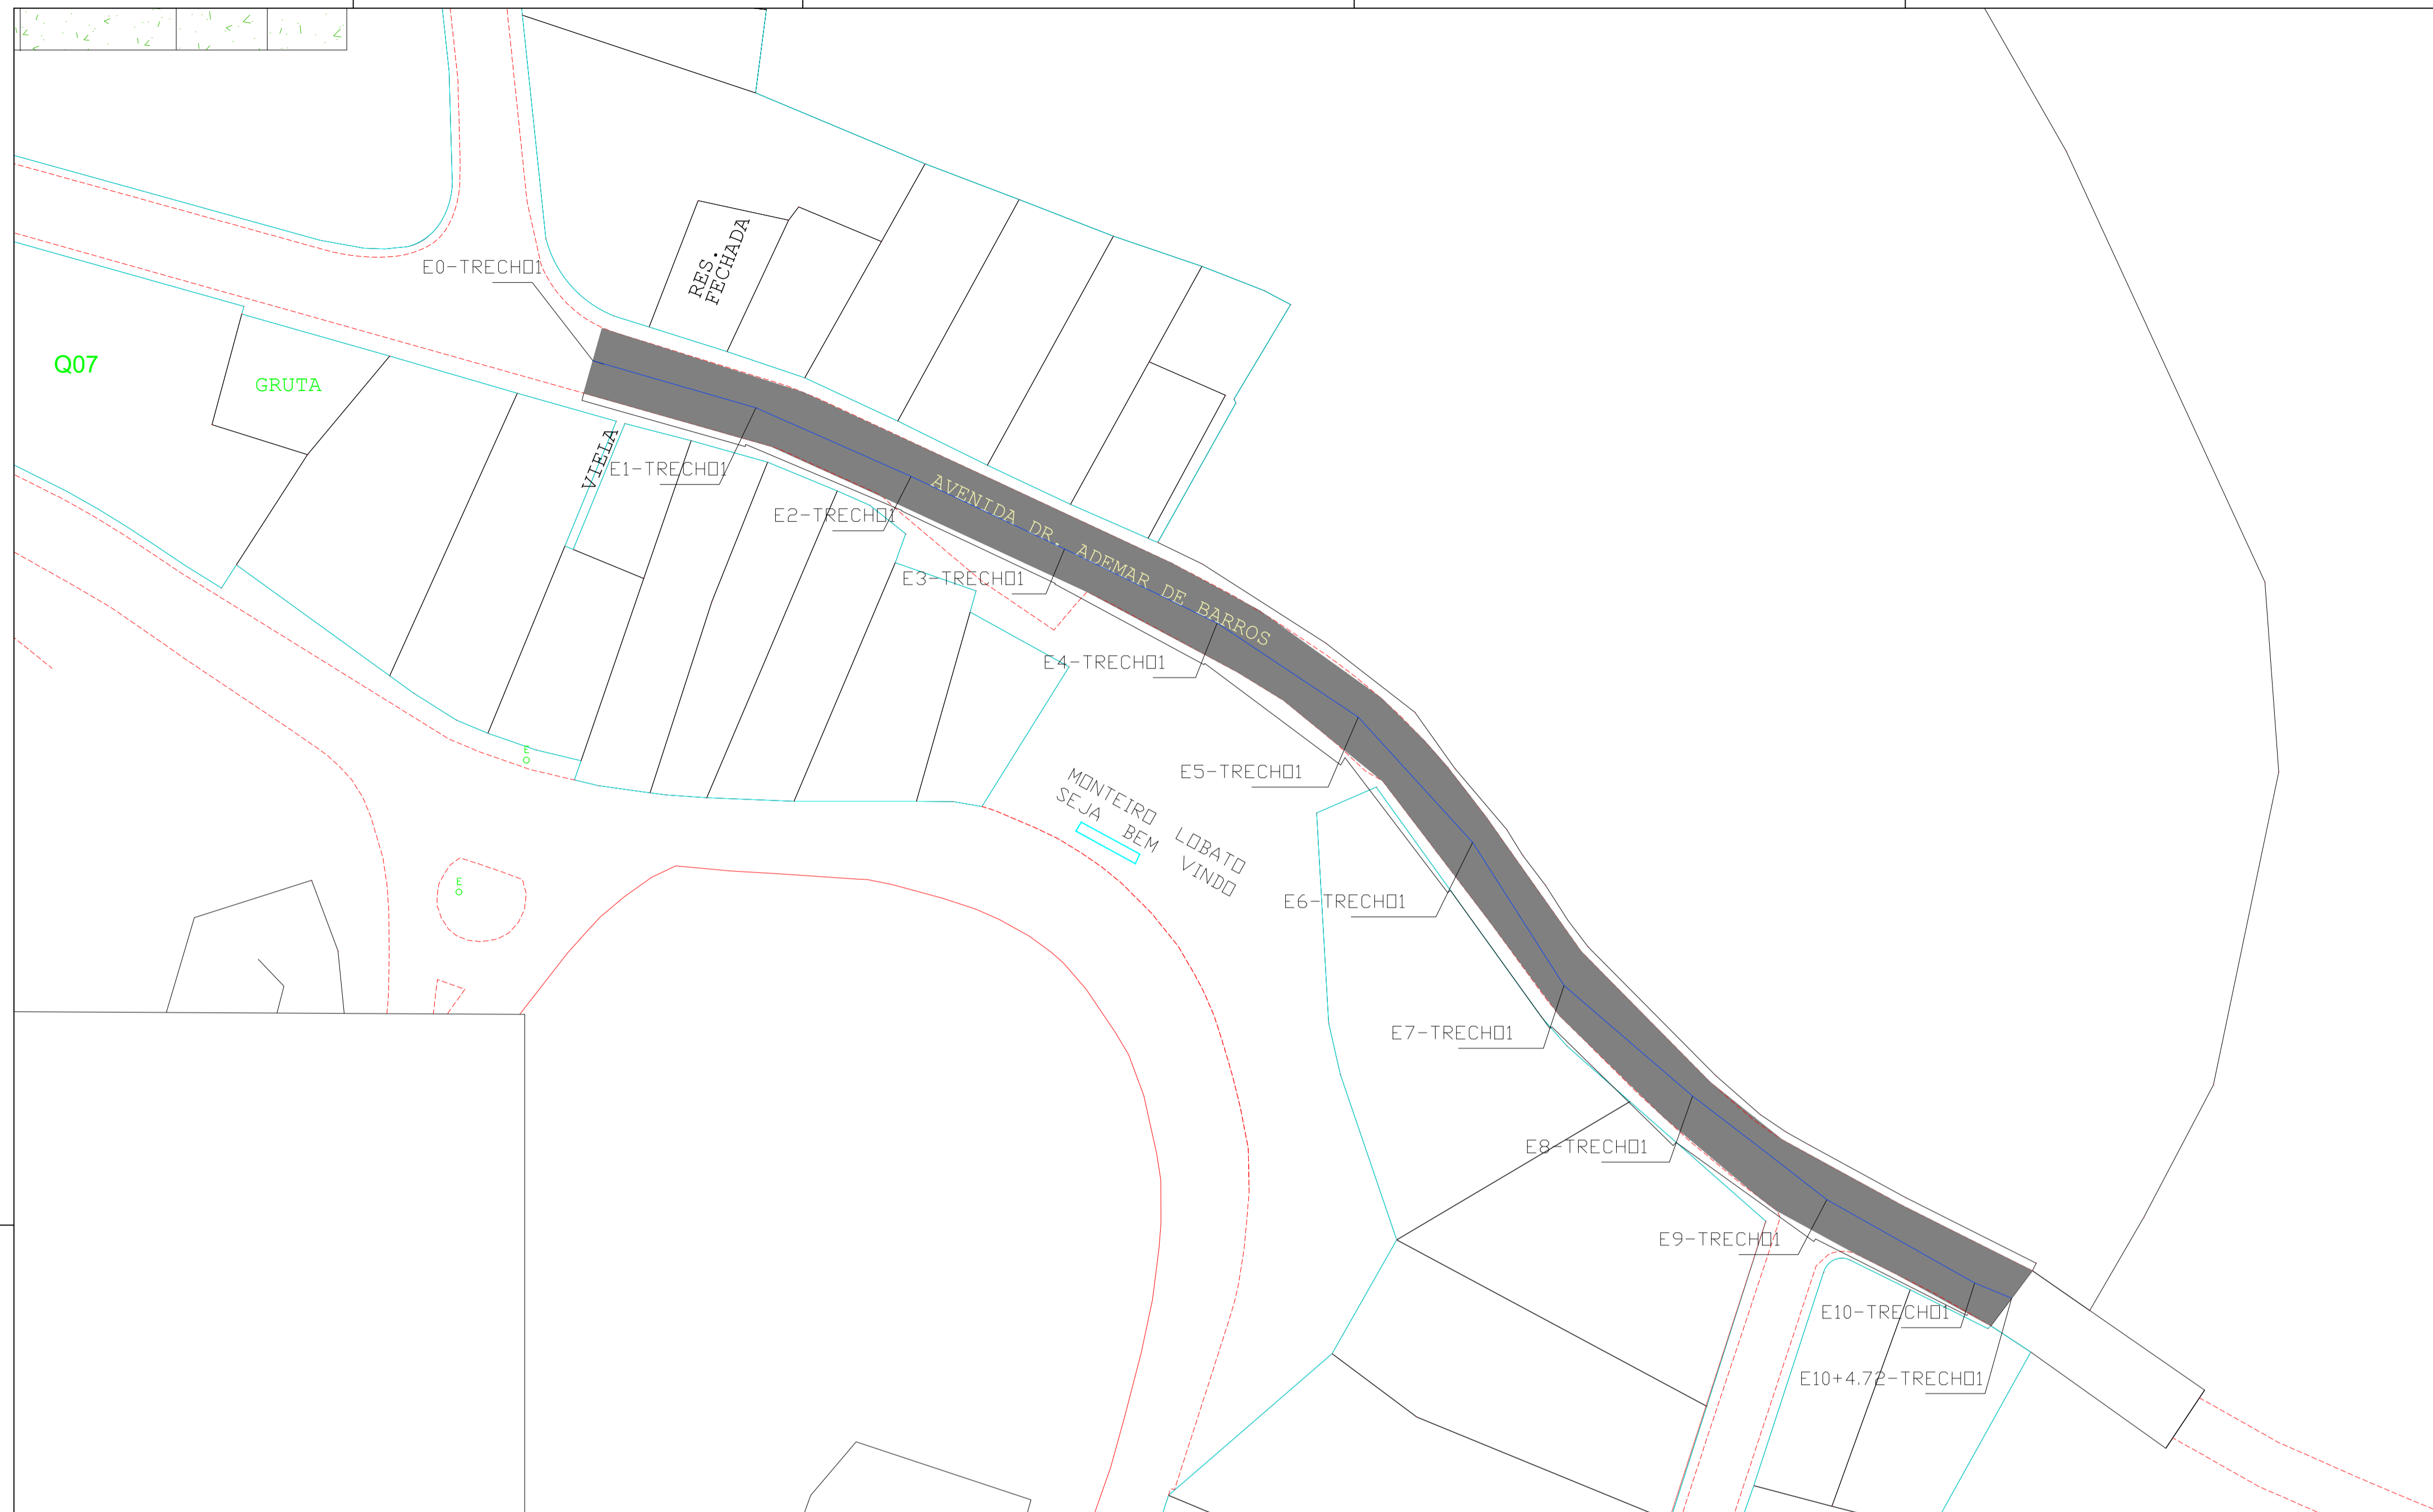 E0-TRECHO1
RES.
FECHADA
Q07
GRUTA
VIELA
E1-TRECHO1
E2-TRECHO1
AVENIDA DR. ADEMAR DE BARROS
E3-TRECHO1
E4-TRECHO1
E5-TRECHO1
MONTEIRO LOBATO
SEJA BEM VINDO
E
O
E
O
E6-TRECHO1
E7-TRECHO1
E8-TRECHO1
E9-TRECHO1
E10-TRECHO1
E10+4.72-TRECHO1